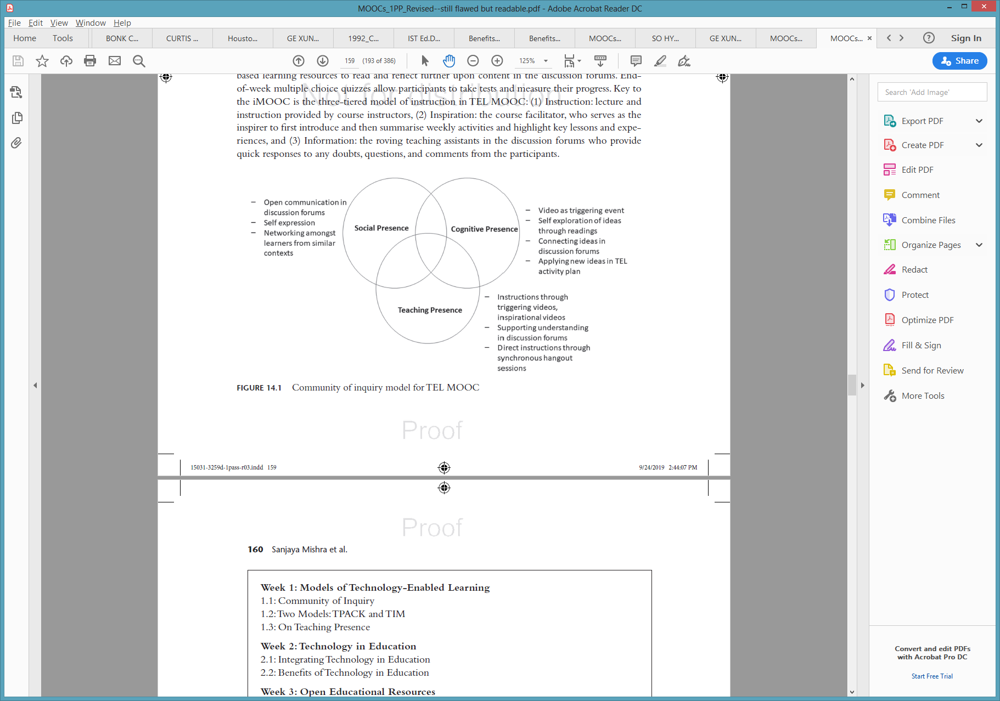 MOOCs_1PP_Revised--still flawed but readable.pdf - Adobe Acrobat Reader DC
File Edit View Window Help
Home Tools BONK C... CURTIS ... Housto... GE XUN... 1992_C... IST Ed.D... Benefits... Benefits... MOOCs... SO HY... GE XUN... MOOCs... MOOCs... × Sign In
159 (193 of 386) 125% Share
Not for distribution
based learning resources to read and reflect further upon content in the discussion forums. End-
of-week multiple choice quizzes allow participants to take tests and measure their progress. Key to
the iMOOC is the three-tiered model of instruction in TEL MOOC: (1) Instruction: lecture and
instruction provided by course instructors, (2) Inspiration: the course facilitator, who serves as the
inspirer to first introduce and then summarise weekly activities and highlight key lessons and expe-
riences, and (3) Information: the roving teaching assistants in the discussion forums who provide
quick responses to any doubts, questions, and comments from the participants.
– Open communication in
discussion forums
– Self expression
– Networking amongst
learners from similar
contexts
Social Presence
Cognitive Presence
– Video as triggering event
– Self exploration of ideas
through readings
– Connecting ideas in
discussion forums
– Applying new ideas in TEL
activity plan
Teaching Presence
– Instructions through
triggering videos,
inspirational videos
– Supporting understanding
in discussion forums
– Direct instructions through
synchronous hangout
sessions
FIGURE 14.1 Community of inquiry model for TEL MOOC
Proof
15031-3259d-1pass-r03.indd 159 9/24/2019 2:44:07 PM
Proof
160 Sanjaya Mishra et al.
Week 1: Models of Technology-Enabled Learning
1.1: Community of Inquiry
1.2: Two Models: TPACK and TIM
1.3: On Teaching Presence
Week 2: Technology in Education
2.1: Integrating Technology in Education
2.2: Benefits of Technology in Education
Week 3: Open Educational Resources
Search 'Add Image'
Export PDF
Create PDF
Edit PDF
Comment
Combine Files
Organize Pages
Redact
Protect
Optimize PDF
Fill & Sign
Send for Review
More Tools
Convert and edit PDFs
with Acrobat Pro DC
Start Free Trial